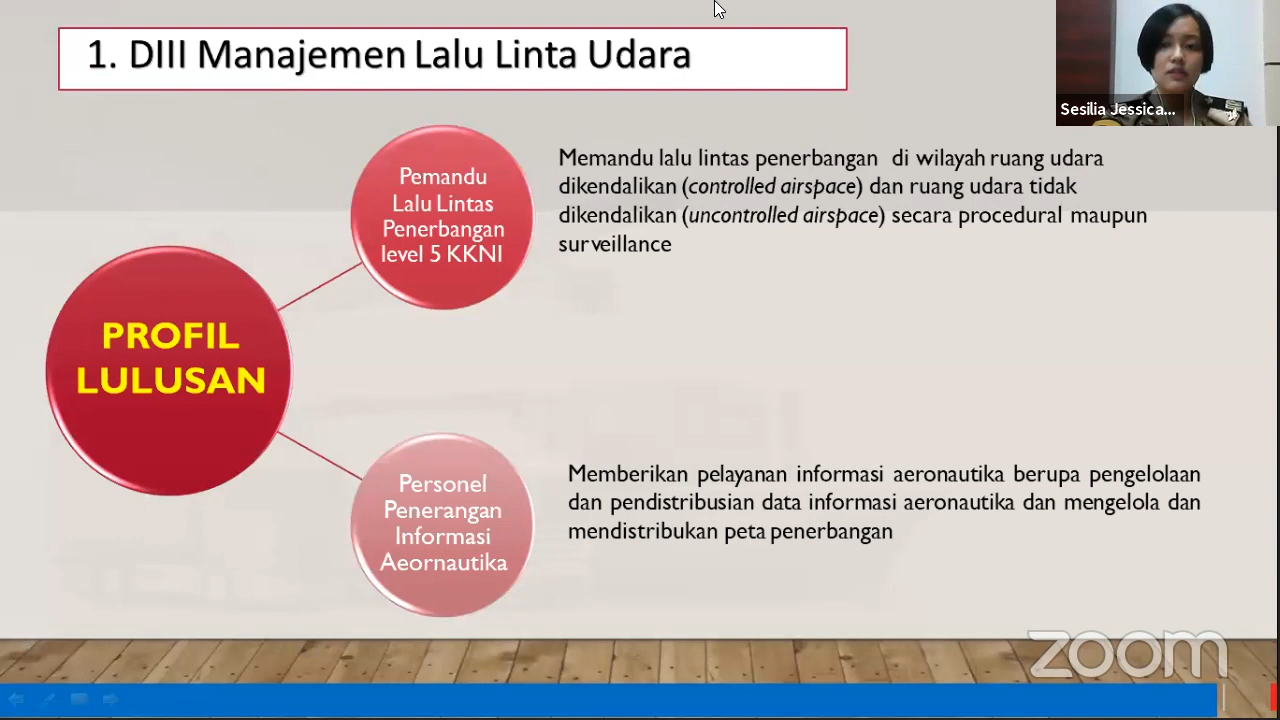 1. DIII Manajemen Lalu Linta Udara
Sesilia Jessica...
Pemandu
Lalu Lintas
Penerbangan
level 5 KKNI
Memandu lalu lintas penerbangan di wilayah ruang udara
dikendalikan (controlled airspace) dan ruang udara tidak
dikendalikan (uncontrolled airspace) secara procedural maupun
surveillance
PROFIL
LULUSAN
Personel
Penerangan
Informasi
Aeornautika
Memberikan pelayanan informasi aeronautika berupa pengelolaan
dan pendistribusian data informasi aeronautika dan mengelola dan
mendistribukan peta penerbangan
zoom